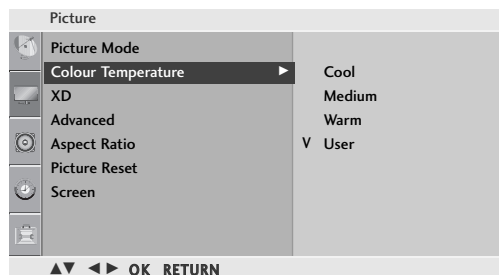 Picture
Picture Mode
Colour Temperature ► Cool
XD Medium
Advanced Warm
Aspect Ratio V User
Picture Reset
Screen
▲▼ ◄► OK RETURN